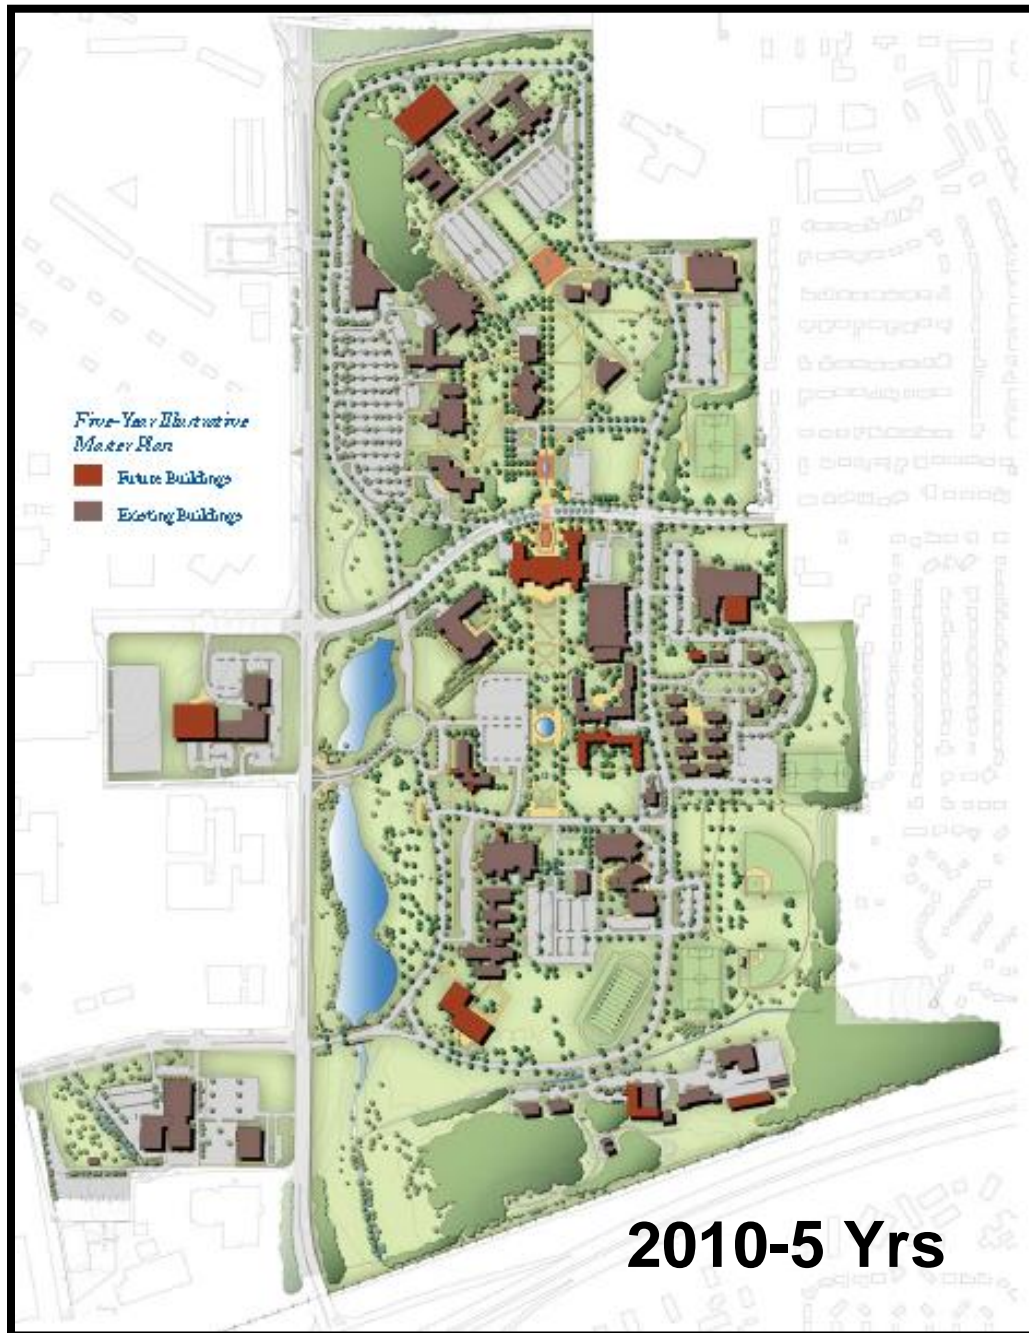 Five-Year Illustrative
Master Plan
Future Buildings
Existing Buildings
2010-5 Yrs